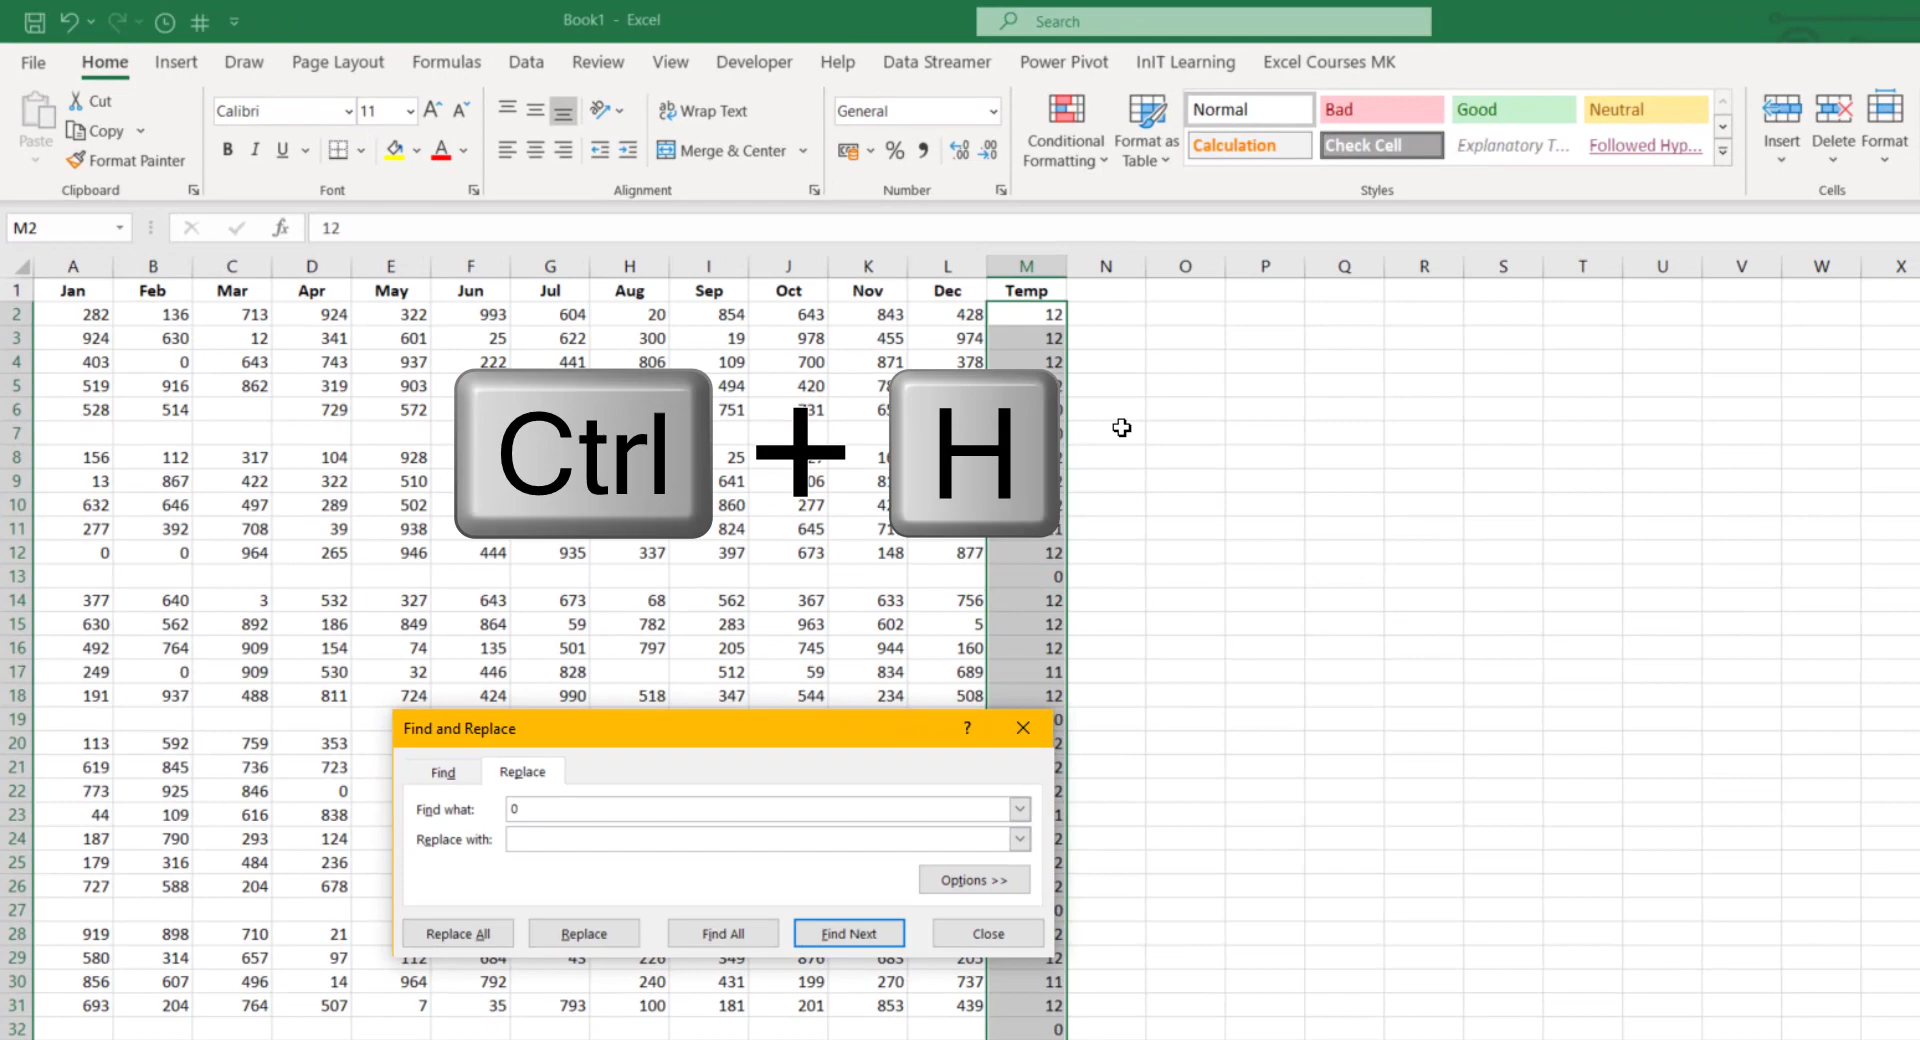 Book1 - Excel
Search
File Home Insert Draw Page Layout Formulas Data Review View Developer Help Data Streamer Power Pivot InIT Learning Excel Courses MK
Paste
Cut
Copy
Format Painter
Clipboard
Calibri 11
B I U
Font
Wrap Text
Merge & Center
Alignment
General
Number
Conditional Formatting
Format as Table
Normal Bad Good Neutral
Calculation Check Cell Explanatory T... Followed Hyp...
Styles
Insert Delete Format
Cells
M2 fx 12
A B C D E F G H I J K L M N O P Q R S T U V W X
1 Jan Feb Mar Apr May Jun Jul Aug Sep Oct Nov Dec Temp
2 282 136 713 924 322 993 604 20 854 643 843 428 12
3 924 630 12 341 601 25 622 300 19 978 455 974 12
4 403 0 643 743 937 222 441 806 109 700 871 378 12
5 519 916 862 319 903 494 420
6 528 514 729 572 751
7
8 156 112 317 104 928 25
9 13 867 422 322 510 641
10 632 646 497 289 502 860 277
11 277 392 708 39 938 824 645
Ctrl + H
12 0 0 964 265 946 444 935 337 397 673 148 877 12
13 0
14 377 640 3 532 327 643 673 68 562 367 633 756 12
15 630 562 892 186 849 864 59 782 283 963 602 5 12
16 492 764 909 154 74 135 501 797 205 745 944 160 12
17 249 0 909 530 32 446 828 512 59 834 689 11
18 191 937 488 811 724 424 990 518 347 544 234 508 12
19 0
20 113 592 759 353
21 619 845 736 723
22 773 925 846 0
23 44 109 616 838
24 187 790 293 124
25 179 316 484 236
26 727 588 204 678
27 0
28 919 898 710 21
29 580 314 657 97 112 684 43 226 349 876 683 203 12
30 856 607 496 14 964 792 240 431 199 270 737 11
31 693 204 764 507 7 35 793 100 181 201 853 439 12
32 0
Find and Replace ?
Find Replace
Find what: 0
Replace with:
Options >>
Replace All Replace Find All Find Next Close